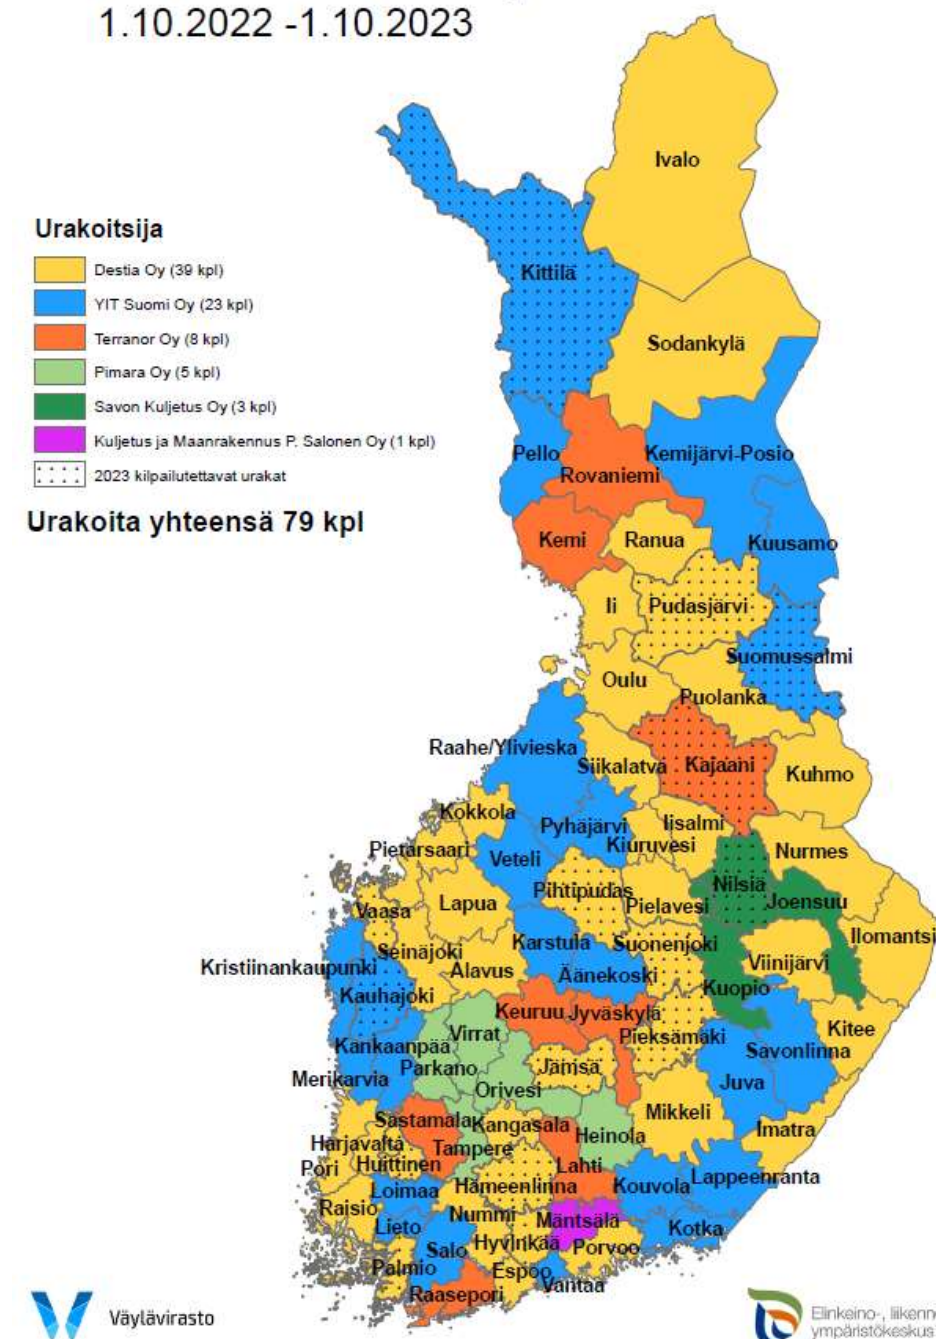 1.10.2022 -1.10.2023
Urakoitsija
Destia Oy (39 kpl)
YIT Suomi Oy (23 kpl)
Terranor Oy (8 kpl)
Pimara Oy (5 kpl)
Savon Kuljetus Oy (3 kpl)
Kuljetus ja Maanrakennus P. Salonen Oy (1 kpl)
2023 kilpailutettavat urakat
Urakoita yhteensä 79 kpl
Ivalo
Kittilä
Sodankylä
Pello
Kemijärvi-Posio
Rovaniemi
Kemi
Ranua
Kuusamo
Ii
Pudasjärvi
Suomussalmi
Oulu
Puolanka
Raahe/Ylivieska
Siikalatva
Kajaani
Kuhmo
Kokkola
Pyhäjärvi
Iisalmi
Kiuruvesi
Pietarsaari
Veteli
Nurmes
Pihtipudas
Nilsiä
Pielavesi
Joensuu
Vaasa
Lapua
Ilomantsi
Seinäjoki
Karstula
Suonenjoki
Viinijärvi
Kristiinankaupunki
Alavus
Äänekoski
Kauhajoki
Kuopio
Keuruu
Jyväskylä
Kitee
Virrat
Pieksämäki
Kankaanpää
Savonlinna
Parkano
Jämsä
Merikarvia
Orivesi
Juva
Mikkeli
Sastamala
Kangasala
Imatra
Harjavalta
Tampere
Heinola
Pori
Huittinen
Lahti
Lappeenranta
Loimaa
Hämeenlinna
Kouvola
Raisio
Nummi
Mäntsälä
Lieto
Kotka
Salo
Hyvinkää
Porvoo
Paimio
Espoo
Vantaa
Raasepori
Väylävirasto
Elinkeino-, liikenne
ympäristökeskus